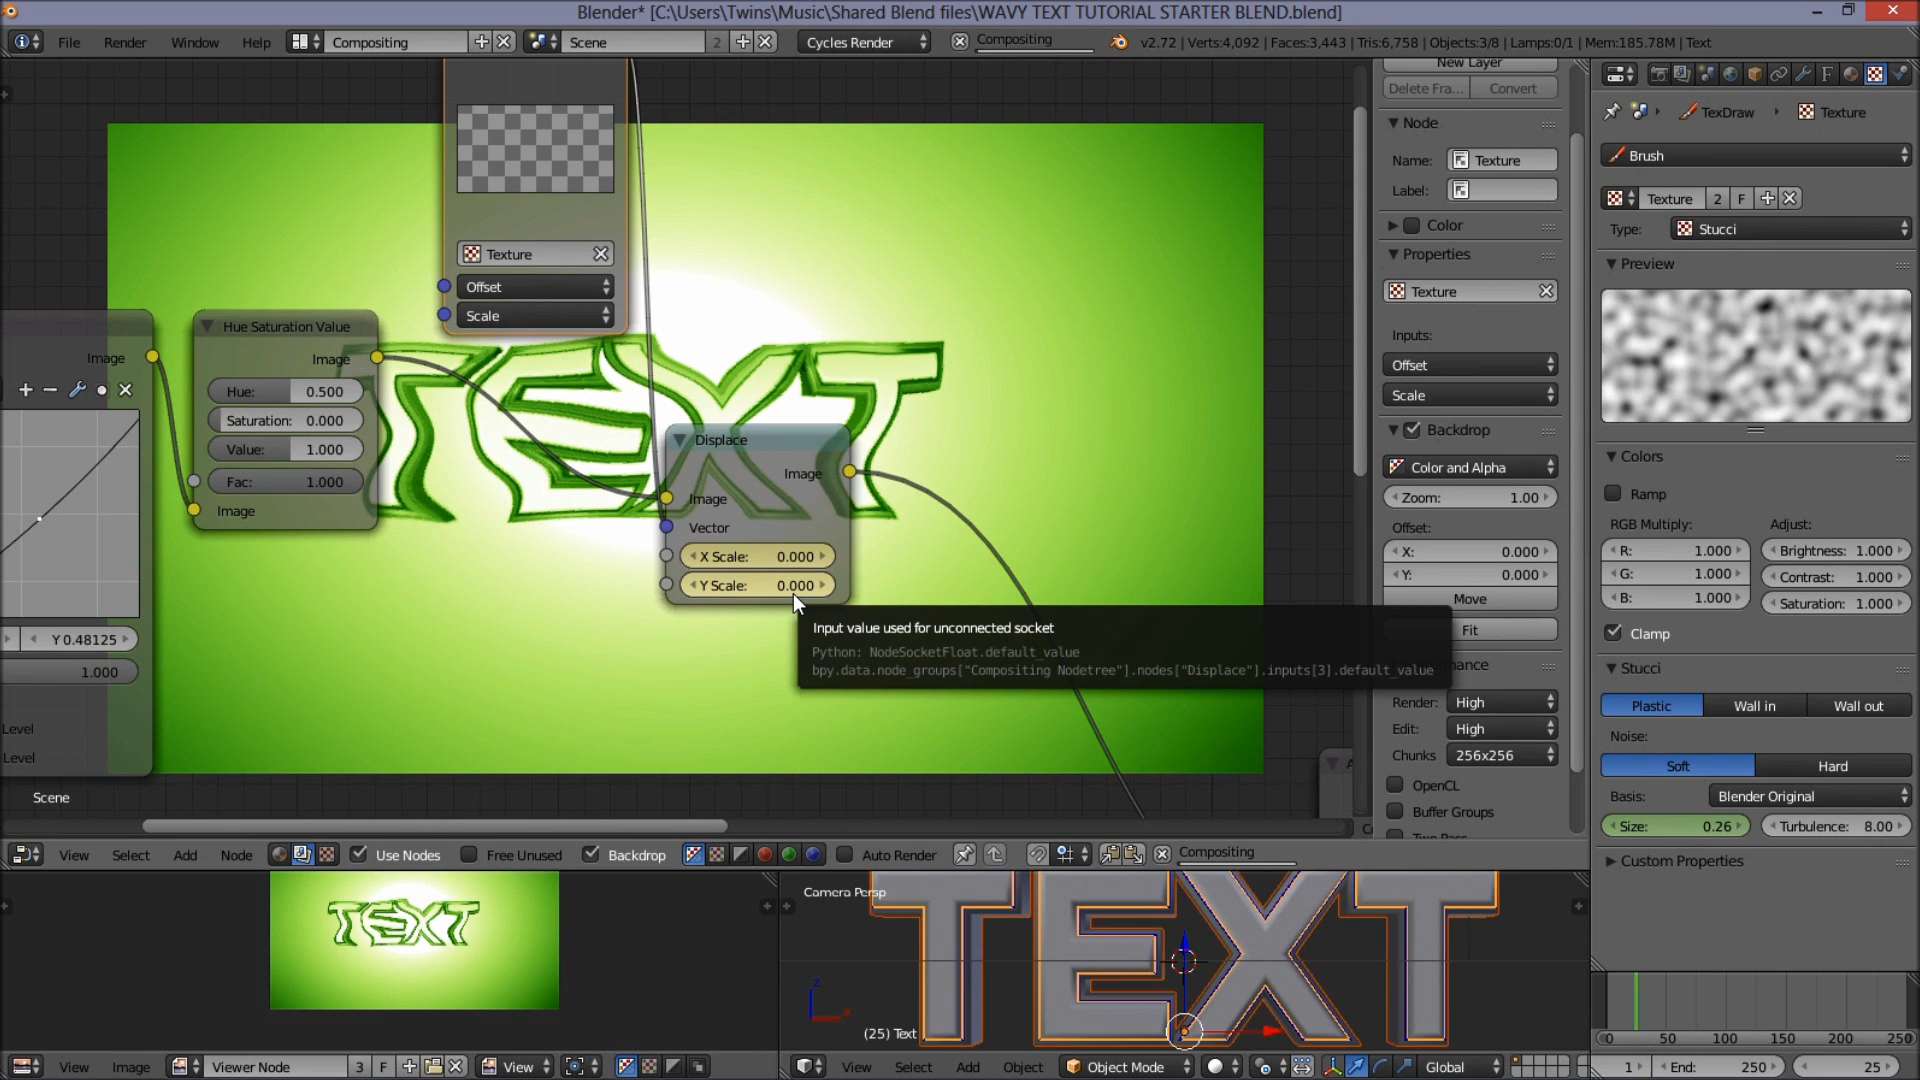 Blender* [C:\Users\Twins\Music\Shared Blend files\WAVY TEXT TUTORIAL STARTER BLEND.blend]
File Render Window Help Compositing Scene 2 Cycles Render Compositing v2.72 | Verts:4,092 | Faces:3,443 | Tris:6,758 | Objects:3/8 | Lamps:0/1 | Mem:185.78M | Text
Texture
Offset
Scale
Image
Y 0.48125
1.000
Level
Level
Hue Saturation Value
Image
Hue: 0.500
Saturation: 0.000
Value: 1.000
Fac: 1.000
Image
TEXT
Displace
Image
Image
Vector
X Scale: 0.000
Y Scale: 0.000
Input value used for unconnected socket
Python: NodeSocketFloat.default_value
bpy.data.node_groups["Compositing Nodetree"].nodes["Displace"].inputs[3].default_value
Scene
New Layer
Delete Fra... Convert
Node
Name: Texture
Label:
Color
Properties
Texture
Inputs:
Offset
Scale
Backdrop
Color and Alpha
Zoom: 1.00
Offset:
X: 0.000
Y: 0.000
Move
Fit
Render: High
Edit: High
Chunks 256x256
OpenCL
Buffer Groups
TexDraw Texture
Brush
Texture 2 F
Type: Stucci
Preview
Colors
Ramp
RGB Multiply: Adjust:
R: 1.000 Brightness: 1.000
G: 1.000 Contrast: 1.000
B: 1.000 Saturation: 1.000
Clamp
Stucci
Plastic Wall in Wall out
Noise:
Soft Hard
Basis: Blender Original
Size: 0.26 Turbulence: 8.00
Custom Properties
View Select Add Node Use Nodes Free Unused Backdrop Auto Render Compositing
TEXT
Camera Persp
TEXT
z
(25) Text
0 50 100 150 200 250
View Image Viewer Node 3 F View
View Select Add Object Object Mode Global
1 End: 250 25